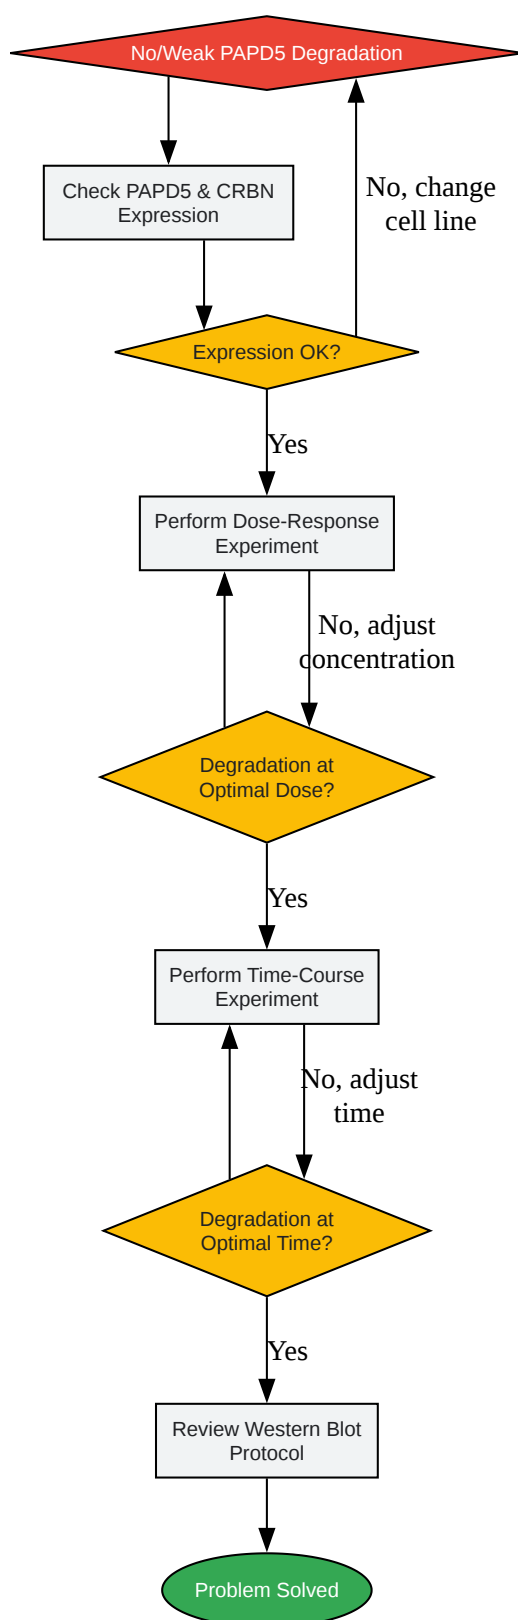 No/Weak PAPD5 Degradation
Check PAPD5 & CRBN
Expression
No, change
cell line
Expression OK?
Yes
Perform Dose-Response
Experiment
No, adjust
concentration
Degradation at
Optimal Dose?
Yes
Perform Time-Course
Experiment
No, adjust
time
Degradation at
Optimal Time?
Yes
Review Western Blot
Protocol
Problem Solved